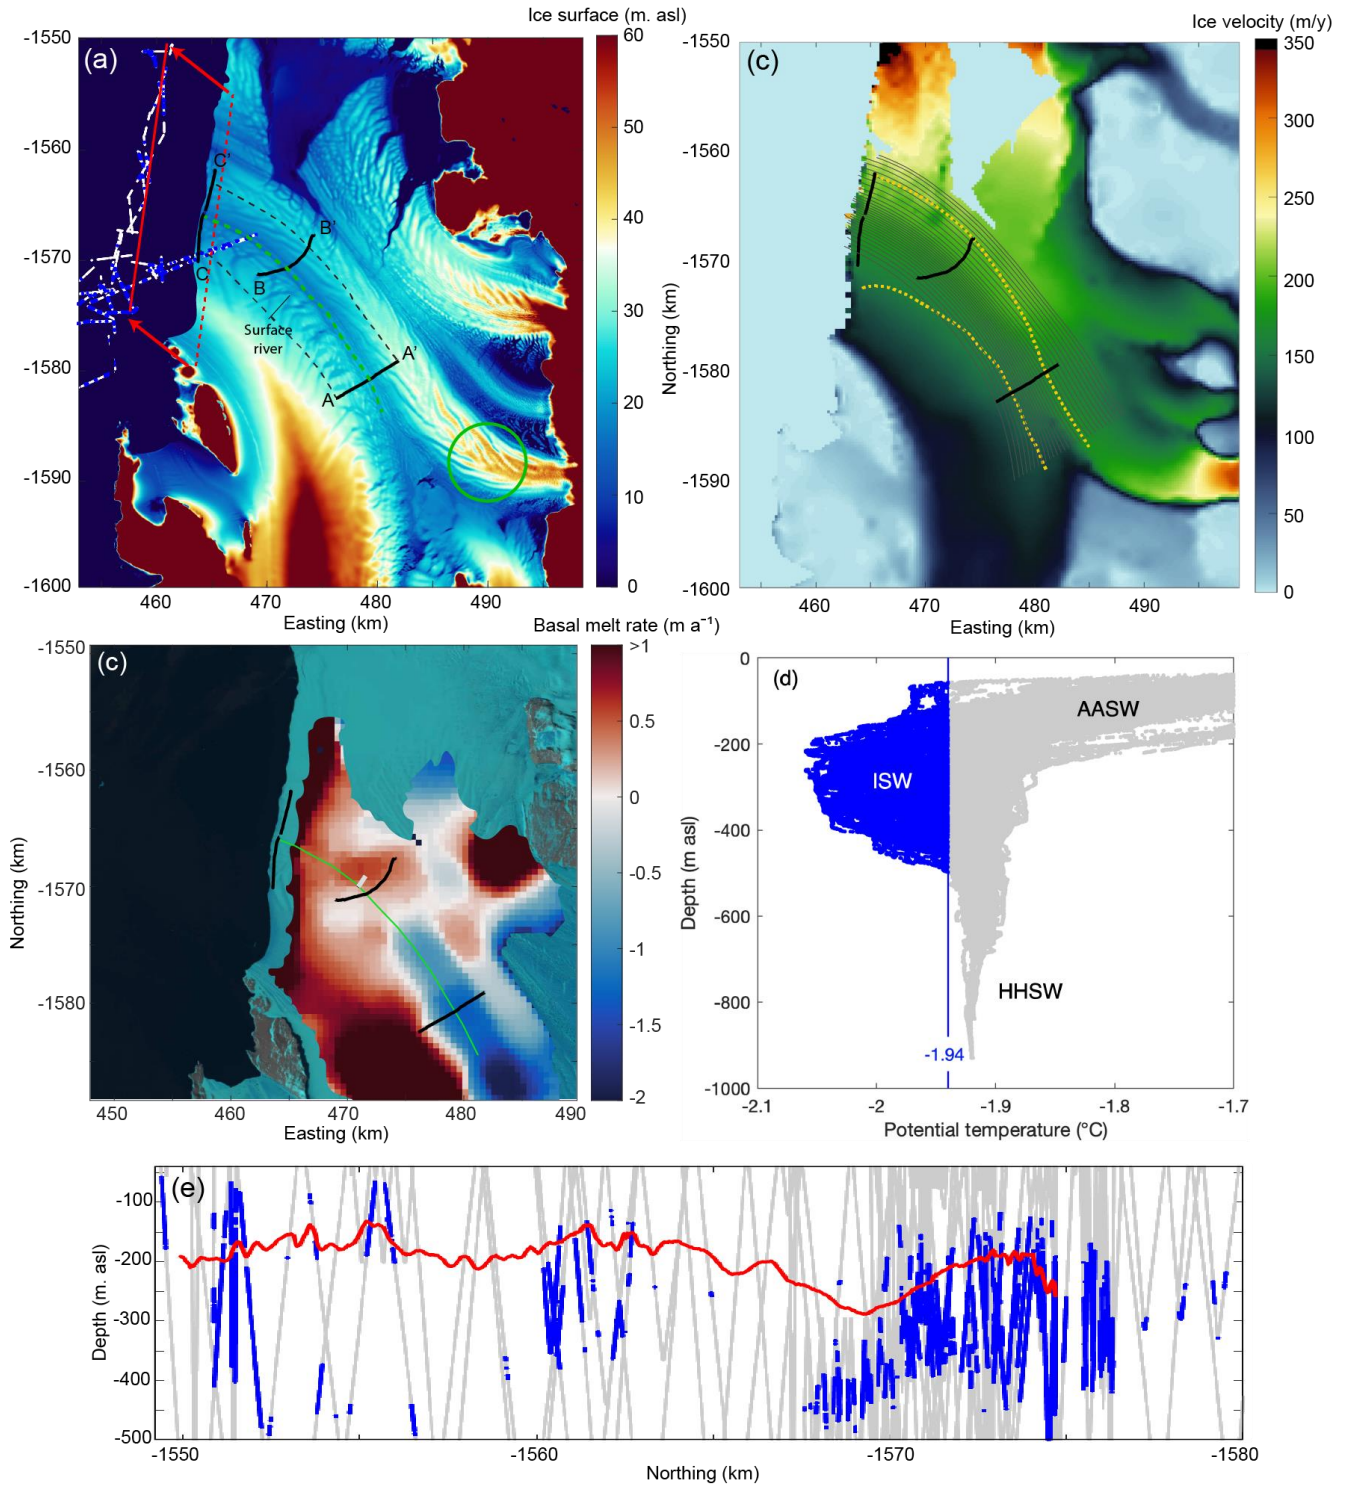 Ice surface (m. asl)
(a)
-1550
-1560
-1570
-1580
-1590
-1600
460
470
480
490
Easting (km)
60
50
40
30
20
10
0
C'
C
B'
B
A'
A
Surface
river
Ice velocity (m/y)
(c)
-1550
-1560
-1570
-1580
-1590
-1600
Northing (km)
460
470
480
490
Easting (km)
350
300
250
200
150
100
50
0
Basal melt rate (m a⁻¹)
(c)
-1550
-1560
-1570
-1580
Northing (km)
450
460
470
480
490
Easting (km)
>1
0.5
0
-0.5
-1
-1.5
-2
(d)
0
-200
-400
-600
-800
-1000
Depth (m asl)
AASW
ISW
HHSW
-1.94
-2.1
-2
-1.9
-1.8
-1.7
Potential temperature (°C)
(e)
-100
-200
-300
-400
-500
Depth (m. asl)
-1550
-1560
-1570
-1580
Northing (km)